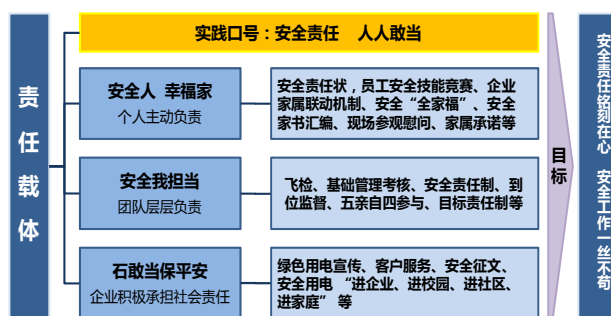 责任载体
实践口号：安全责任 人人敢当
安全人 幸福家
个人主动负责
安全责任状，员工安全技能竞赛、企业
家属联动机制、安全“全家福”、安全
家书汇编、现场参观慰问、家属承诺等
安全我担当
团队层层负责
飞检、基础管理考核、安全责任制、到
位监督、五亲自四参与、目标责任制等
石敢当保平安
企业积极承担社会责任
绿色用电宣传、客户服务、安全征文、
安全用电 “进企业、进校园、进社区、
进家庭” 等
目标
安全责任铭刻在心 安全工作一丝不苟